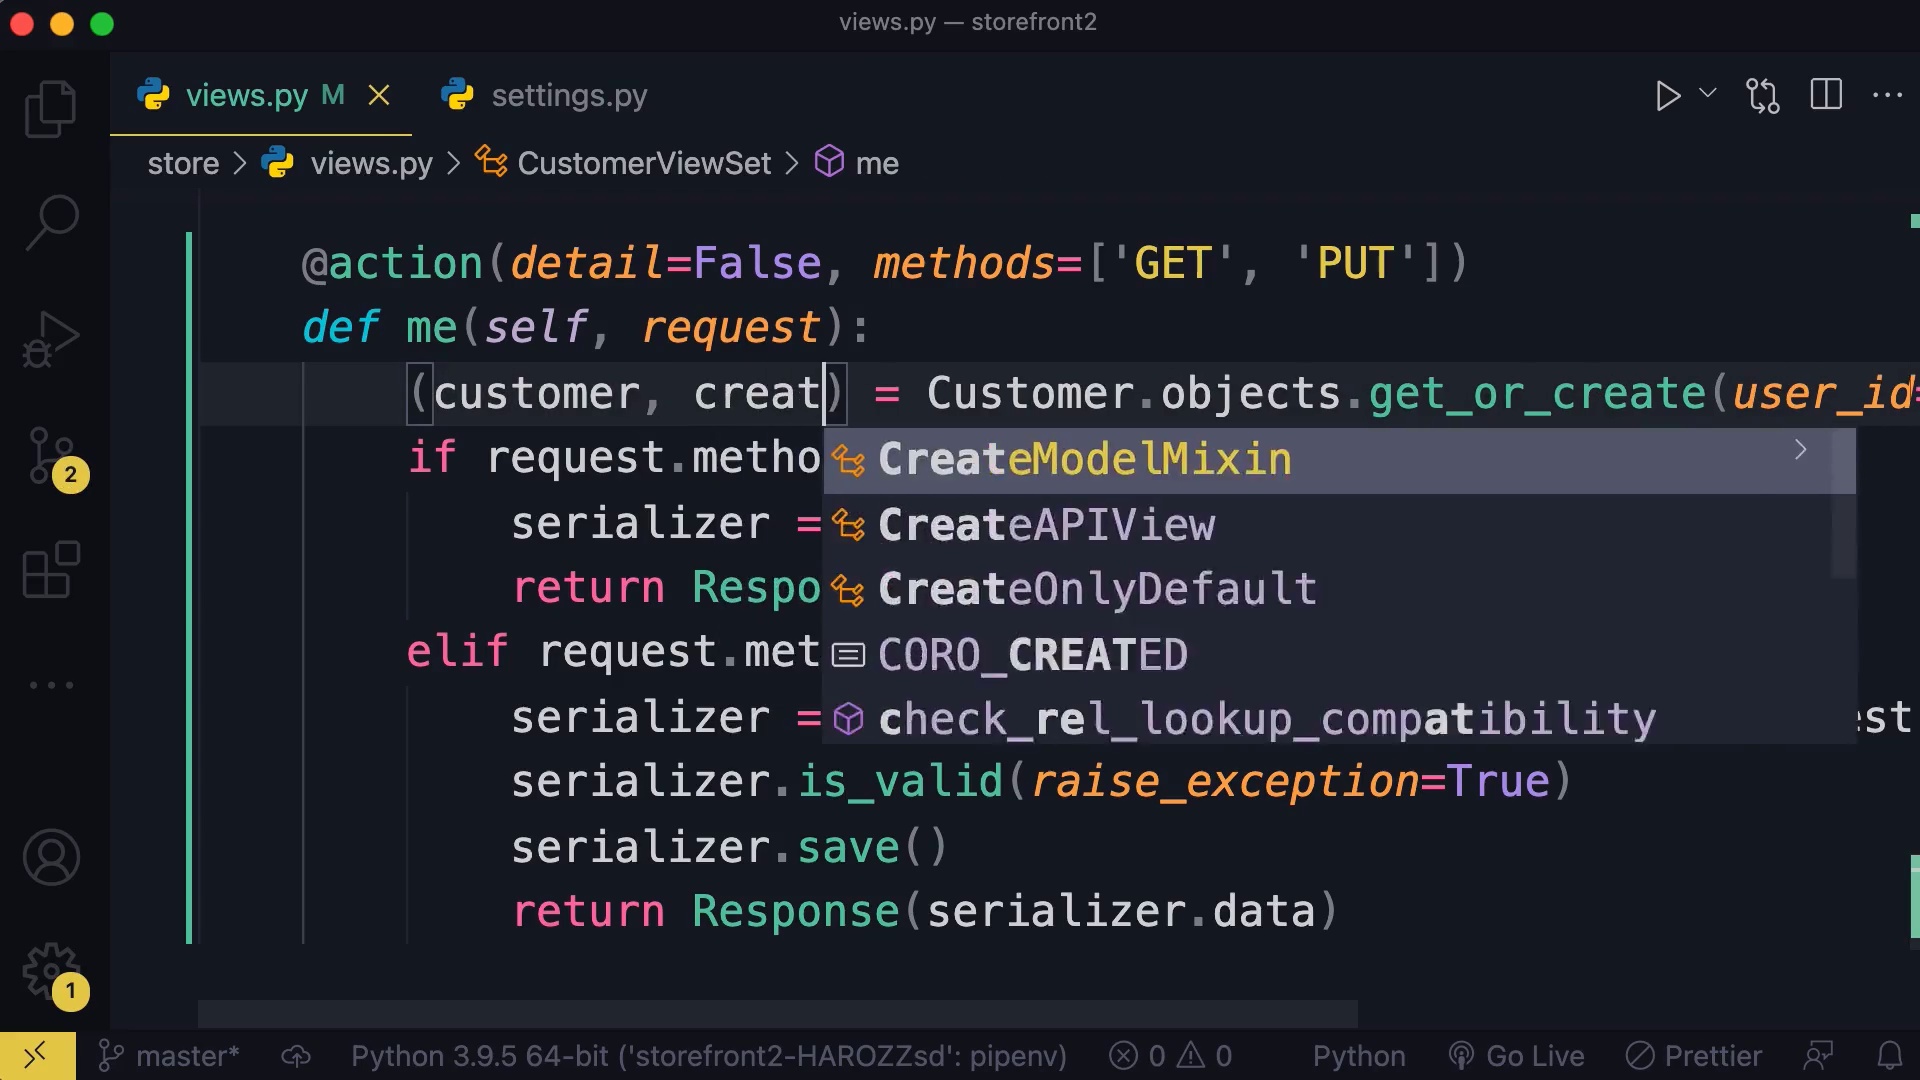 views.py — storefront2
views.py M settings.py
store > views.py > CustomerViewSet > me
@action(detail=False, methods=['GET', 'PUT'])
def me(self, request):
(customer, creat) = Customer.objects.get_or_create(user_id=
if request.metho
CreateModelMixin
serializer =
CreateAPIView
return Respo
CreateOnlyDefault
elif request.met
CORO_CREATED
serializer =
check_rel_lookup_compatibility
est
serializer.is_valid(raise_exception=True)
serializer.save()
return Response(serializer.data)
2
1
master* Python 3.9.5 64-bit ('storefront2-HAROZZsd': pipenv) 0 0 Python Go Live Prettier